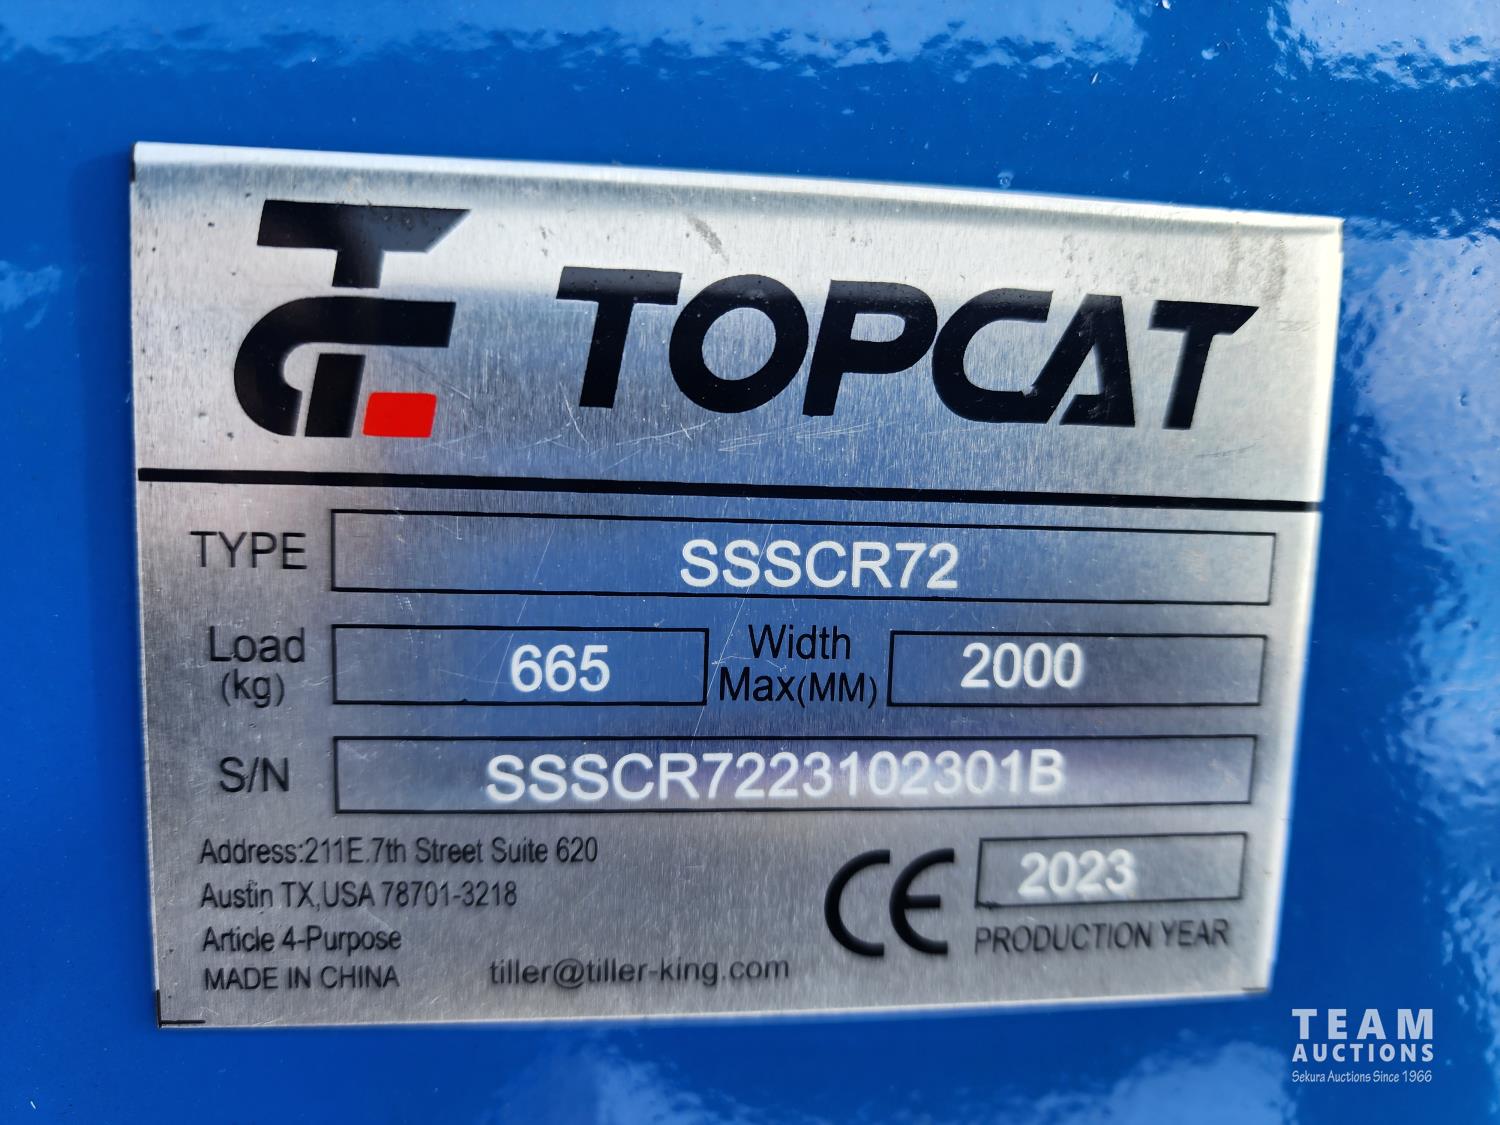 TOPCAT
TYPE SSSCR72
Load (kg) 665 Width Max(MM) 2000
S/N SSSCR7223102301B
Address:211E.7th Street Suite 620
Austin TX,USA 78701-3218
Article 4-Purpose
MADE IN CHINA
tiller@tiller-king.com
CE 2023
PRODUCTION YEAR
TEAM
AUCTIONS
Sekura Auctions Since 1966